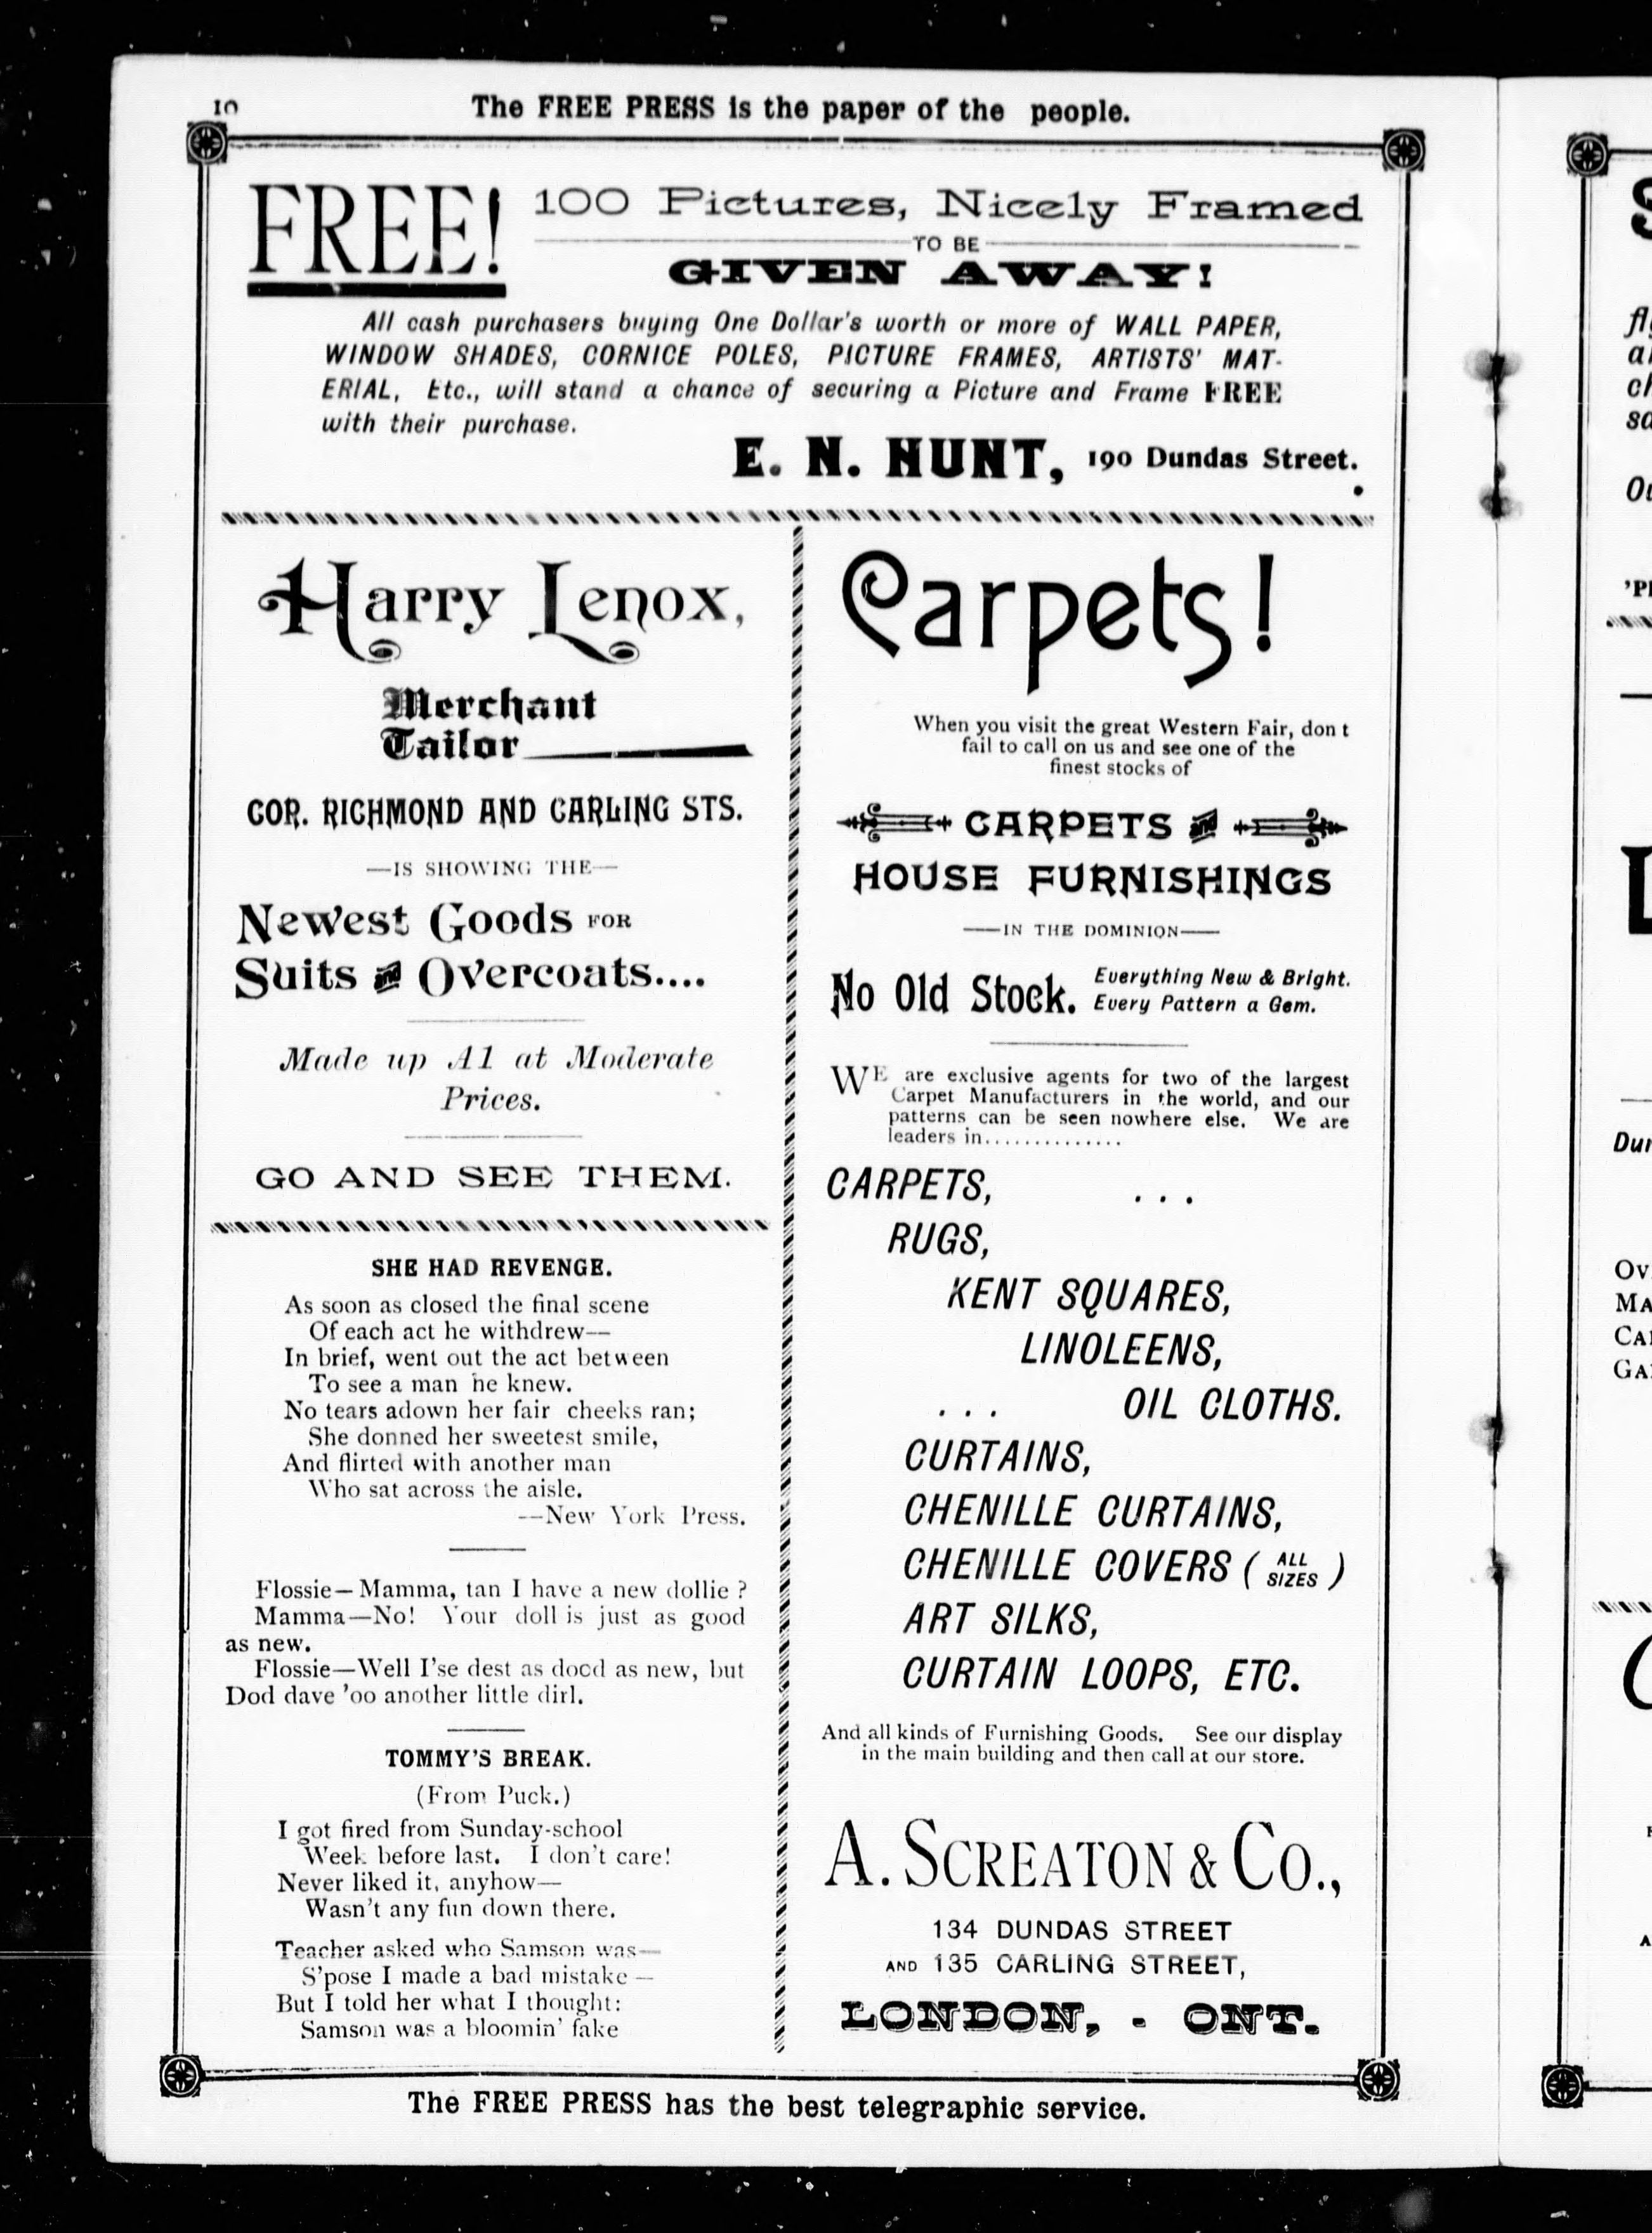 10
The FREE PRESS is the paper of the people.
FREE!
100 Pictures, Nicely Framed
TO BE
GIVEN AWAY!
All cash purchasers buying One Dollar's worth or more of WALL PAPER,
WINDOW SHADES, CORNICE POLES, PICTURE FRAMES, ARTISTS' MAT-
ERIAL, Etc., will stand a chance of securing a Picture and Frame FREE
with their purchase.
E. N. HUNT, 190 Dundas Street.
Harry Lenox,
Merchant
Tailor
COR. RICHMOND AND CARLING STS.
—IS SHOWING THE—
Newest Goods FOR
Suits and Overcoats....
Made up A1 at Moderate
Prices.
GO AND SEE THEM.
SHE HAD REVENGE.
As soon as closed the final scene
Of each act he withdrew—
In brief, went out the act between
To see a man he knew.
No tears adown her fair cheeks ran;
She donned her sweetest smile,
And flirted with another man
Who sat across the aisle.
—New York Press.
Flossie—Mamma, tan I have a new dollie ?
Mamma—No! Your doll is just as good
as new.
Flossie—Well I'se dest as docd as new, but
Dod dave 'oo another little dirl.
TOMMY'S BREAK.
(From Puck.)
I got fired from Sunday-school
Week before last. I don't care!
Never liked it, anyhow—
Wasn't any fun down there.
Teacher asked who Samson was—
S'pose I made a bad mistake—
But I told her what I thought:
Samson was a bloomin' fake
Carpets!
When you visit the great Western Fair, don t
fail to call on us and see one of the
finest stocks of
CARPETS and
HOUSE FURNISHINGS
—IN THE DOMINION—
No Old Stock. Everything New & Bright.
Every Pattern a Gem.
WE are exclusive agents for two of the largest
Carpet Manufacturers in the world, and our
patterns can be seen nowhere else. We are
leaders in..............
CARPETS, ...
RUGS,
KENT SQUARES,
LINOLEENS,
... OIL CLOTHS.
CURTAINS,
CHENILLE CURTAINS,
CHENILLE COVERS ( ALL SIZES )
ART SILKS,
CURTAIN LOOPS, ETC.
And all kinds of Furnishing Goods. See our display
in the main building and then call at our store.
A. SCREATON & CO.,
134 DUNDAS STREET
AND 135 CARLING STREET,
LONDON, - ONT.
The FREE PRESS has the best telegraphic service.